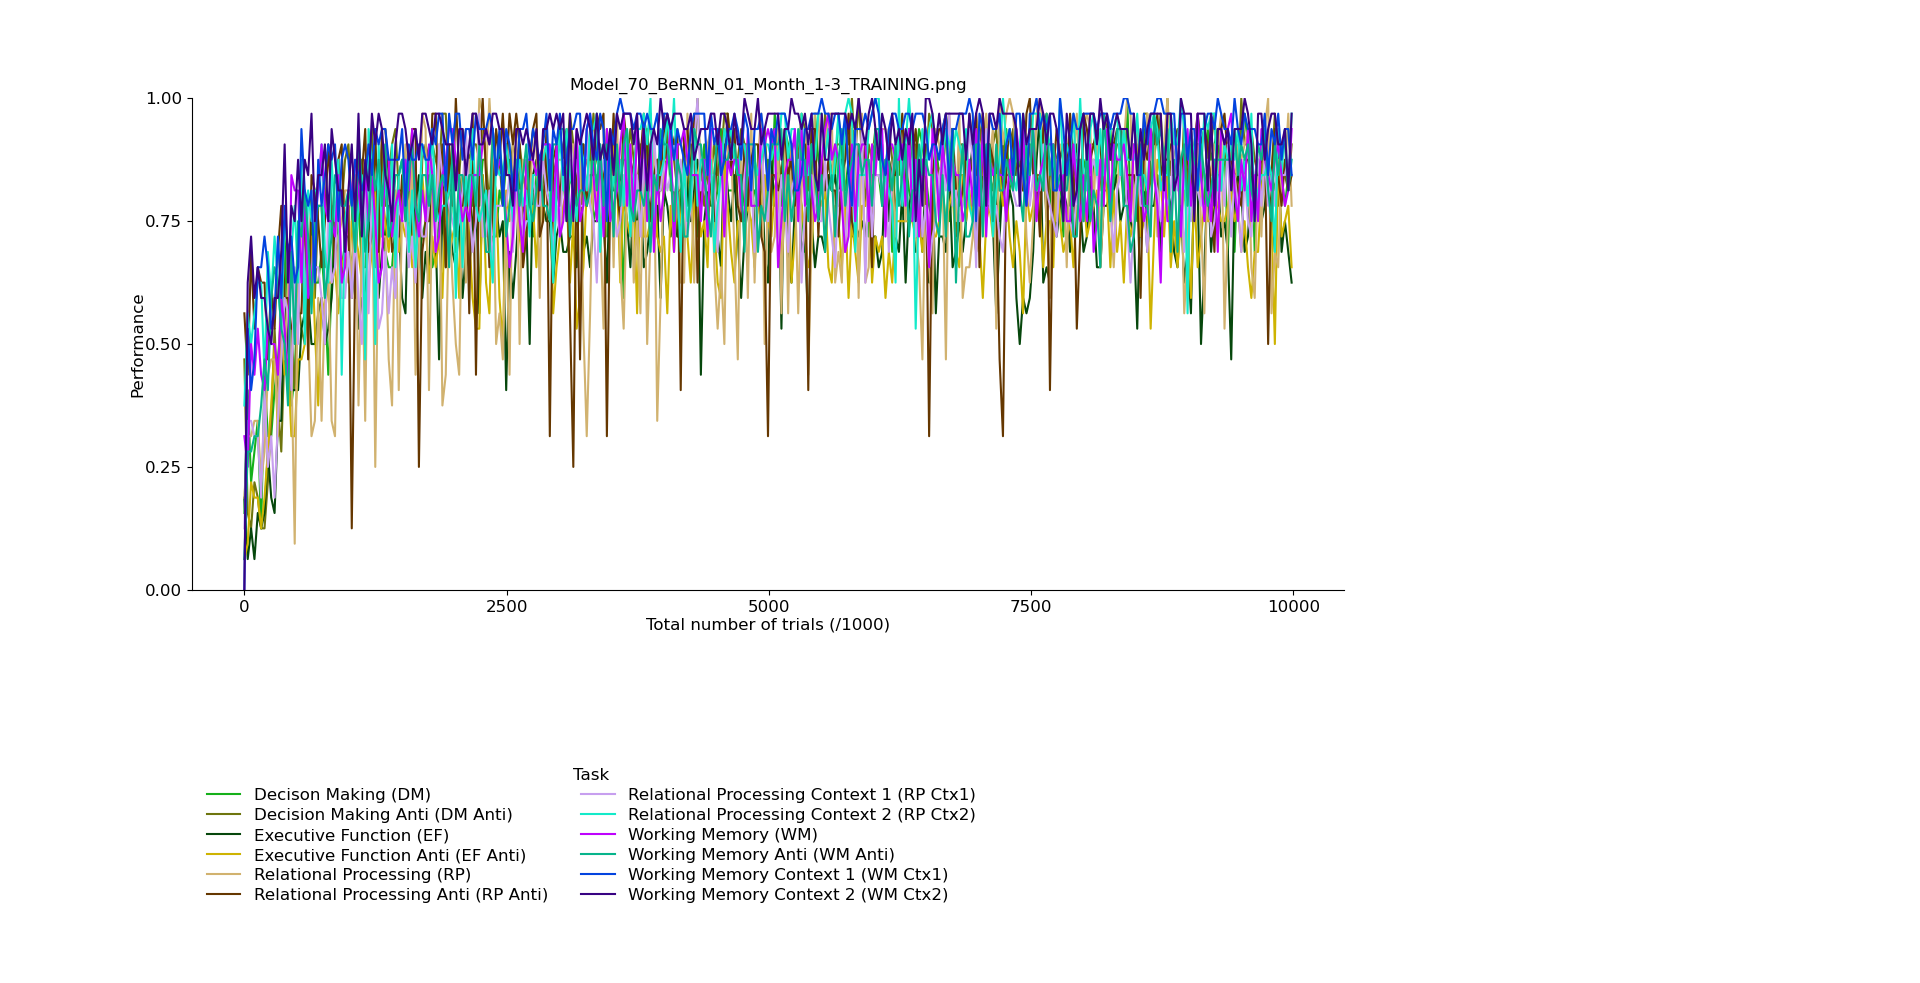 Model_70_BeRNN_01_Month_1-3_TRAINING.png
1.00
0.75
0.50
0.25
0.00
Performance
0 2500 5000 7500 10000
Total number of trials (/1000)
Task
Decison Making (DM)
Decision Making Anti (DM Anti)
Executive Function (EF)
Executive Function Anti (EF Anti)
Relational Processing (RP)
Relational Processing Anti (RP Anti)
Relational Processing Context 1 (RP Ctx1)
Relational Processing Context 2 (RP Ctx2)
Working Memory (WM)
Working Memory Anti (WM Anti)
Working Memory Context 1 (WM Ctx1)
Working Memory Context 2 (WM Ctx2)